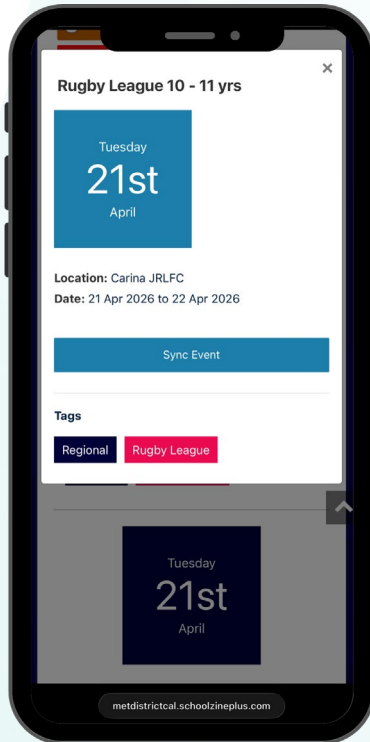 ×
Rugby League 10 - 11 yrs
Tuesday
21st
April
Location: Carina JRLFC
Date: 21 Apr 2026 to 22 Apr 2026
Sync Event
Tags
Regional Rugby League
Tuesday
21st
April
metdistrictcal.schoolzineplus.com